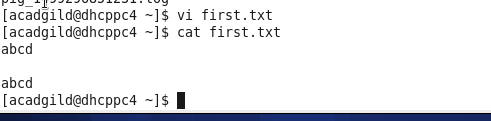 [acadgild@dhcppc4 ~]$ vi first.txt
[acadgild@dhcppc4 ~]$ cat first.txt
abcd
abcd
[acadgild@dhcppc4 ~]$